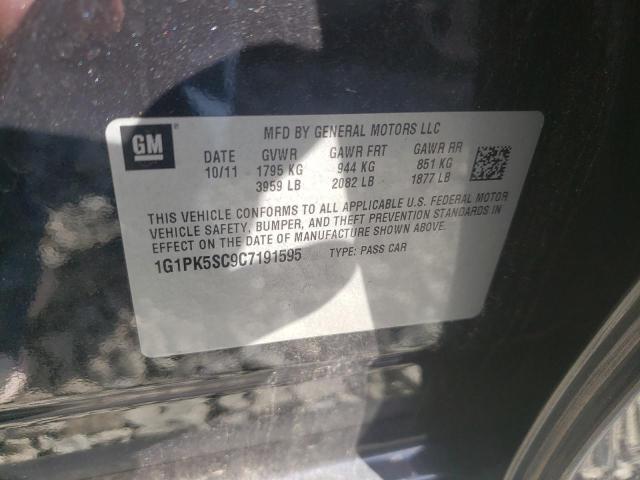 GM
MFD BY GENERAL MOTORS LLC
DATE GVWR GAWR FRT GAWR RR
10/11 1795 KG 944 KG 851 KG
3959 LB 2082 LB 1877 LB
THIS VEHICLE CONFORMS TO ALL APPLICABLE U.S. FEDERAL MOTOR
VEHICLE SAFETY, BUMPER, AND THEFT PREVENTION STANDARDS IN
EFFECT ON THE DATE OF MANUFACTURE SHOWN ABOVE.
1G1PK5SC9C7191595 TYPE: PASS CAR